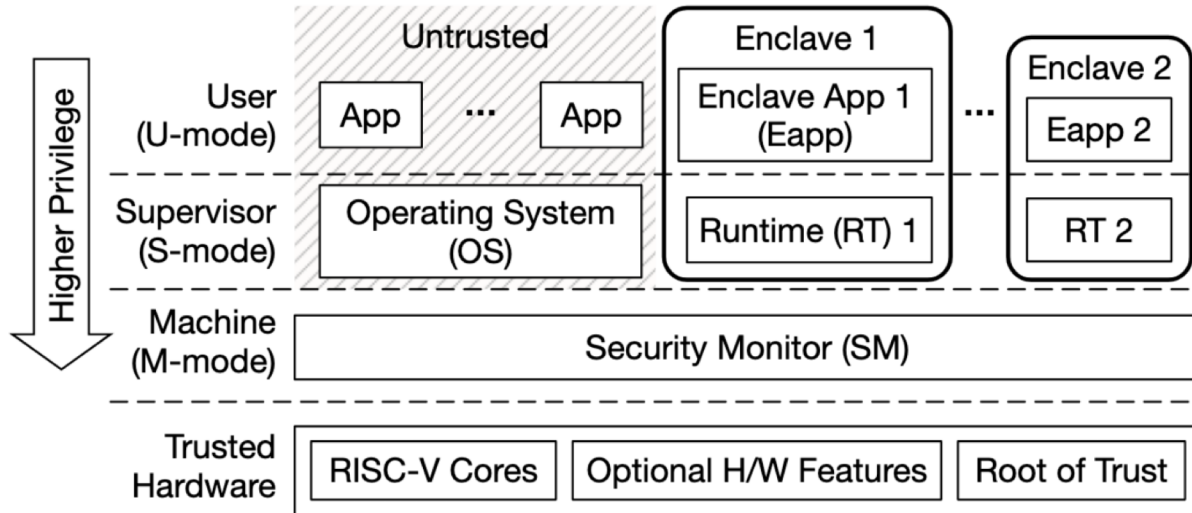 Higher Privilege
User
(U-mode)
Supervisor
(S-mode)
Machine
(M-mode)
Trusted
Hardware
Untrusted
App
...
App
Operating System
(OS)
Enclave 1
Enclave App 1
(Eapp)
Runtime (RT) 1
...
Enclave 2
Eapp 2
RT 2
Security Monitor (SM)
RISC-V Cores
Optional H/W Features
Root of Trust